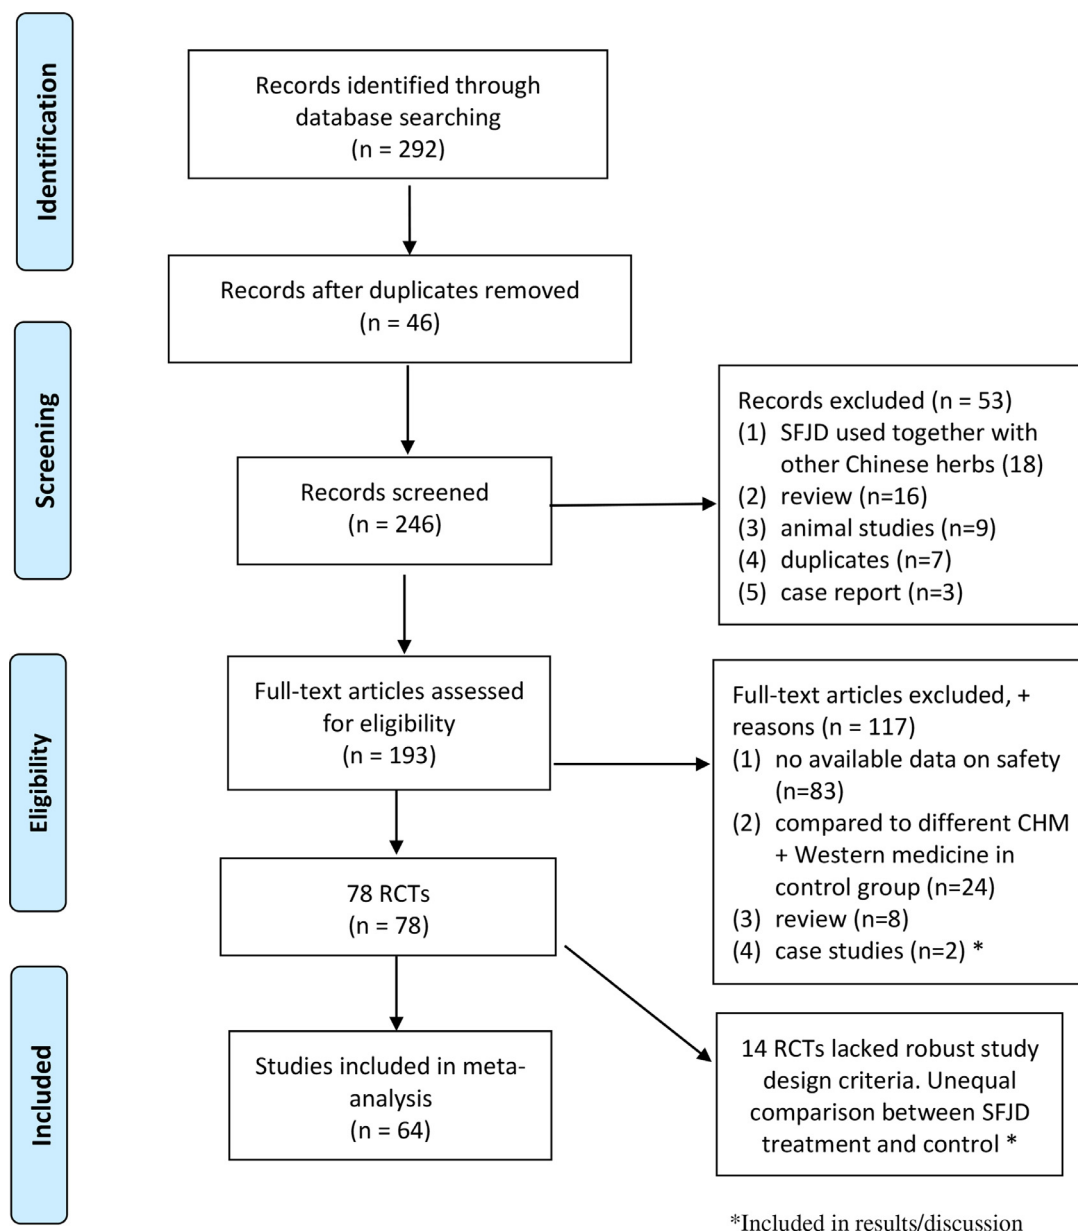 Identification
Records identified through
database searching
(n = 292)
Records after duplicates removed
(n = 46)
Screening
Records screened
(n = 246)
Records excluded (n = 53)
(1) SFJD used together with
other Chinese herbs (18)
(2) review (n=16)
(3) animal studies (n=9)
(4) duplicates (n=7)
(5) case report (n=3)
Eligibility
Full-text articles assessed
for eligibility
(n = 193)
Full-text articles excluded, +
reasons (n = 117)
(1) no available data on safety
(n=83)
(2) compared to different CHM
+ Western medicine in
control group (n=24)
(3) review (n=8)
(4) case studies (n=2) *
78 RCTs
(n = 78)
Included
Studies included in meta-
analysis
(n = 64)
14 RCTs lacked robust study
design criteria. Unequal
comparison between SFJD
treatment and control *
*Included in results/discussion